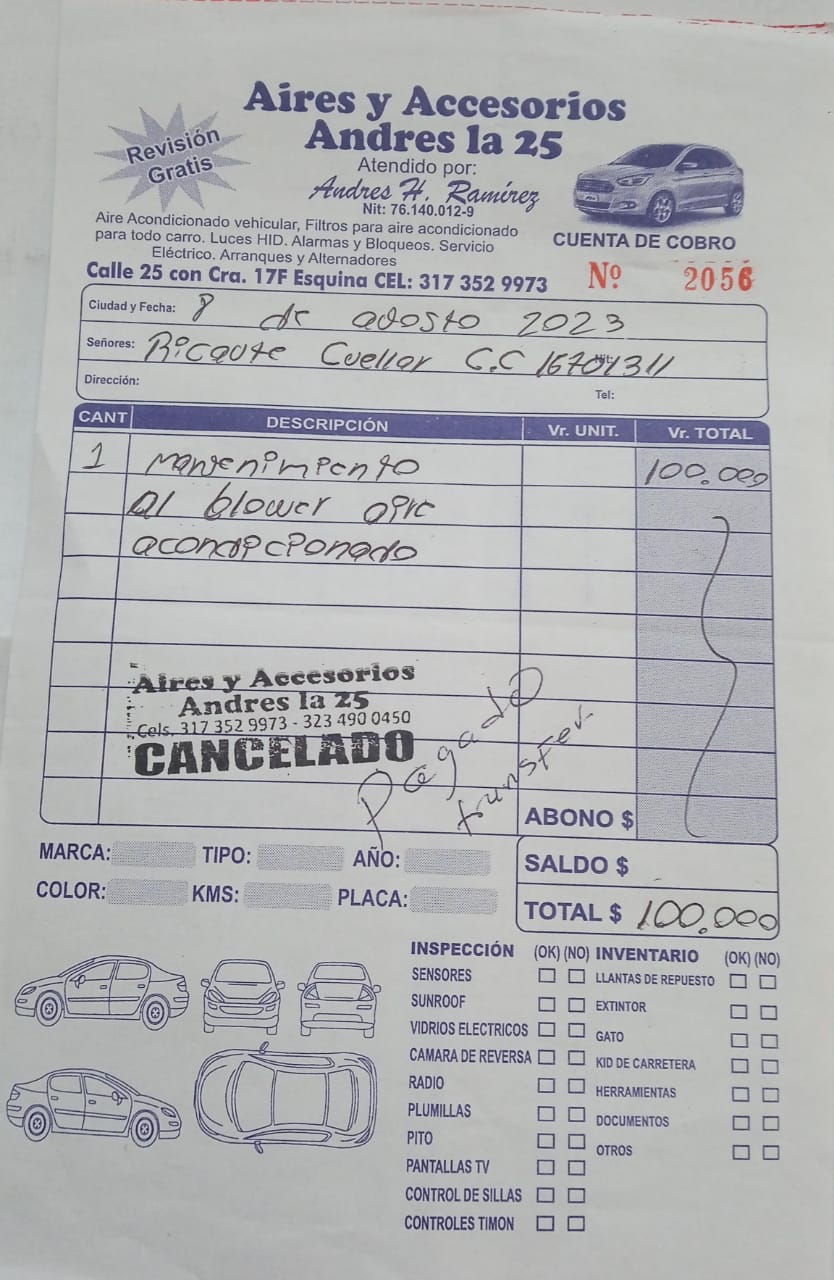 Aires y Accesorios
Andres la 25
Revisión
Gratis
Atendido por:
Andres H. Ramírez
Nit: 76.140.012-9
Aire Acondicionado vehicular, Filtros para aire acondicionado
para todo carro. Luces HID. Alarmas y Bloqueos. Servicio
Eléctrico. Arranques y Alternadores
Calle 25 con Cra. 17F Esquina CEL: 317 352 9973
CUENTA DE COBRO
Nº 2056
Ciudad y Fecha: 8 de agosto 2023
Señores: Ricaute Cuellar C.C 16701311
Dirección: Tel:
CANT DESCRIPCIÓN Vr. UNIT. Vr. TOTAL
1 mantenimiento 100.000
al blower aire
acondicionado
Aires y Accesorios
Andres la 25
Cels. 317 352 9973 - 323 490 0450
CANCELADO
Pagado
transfer.
ABONO $
MARCA: TIPO: AÑO: SALDO $
COLOR: KMS: PLACA: TOTAL $ 100.000
INSPECCIÓN (OK) (NO) INVENTARIO (OK) (NO)
SENSORES LLANTAS DE REPUESTO
SUNROOF EXTINTOR
VIDRIOS ELECTRICOS GATO
CAMARA DE REVERSA KID DE CARRETERA
RADIO HERRAMIENTAS
PLUMILLAS DOCUMENTOS
PITO OTROS
PANTALLAS TV
CONTROL DE SILLAS
CONTROLES TIMON